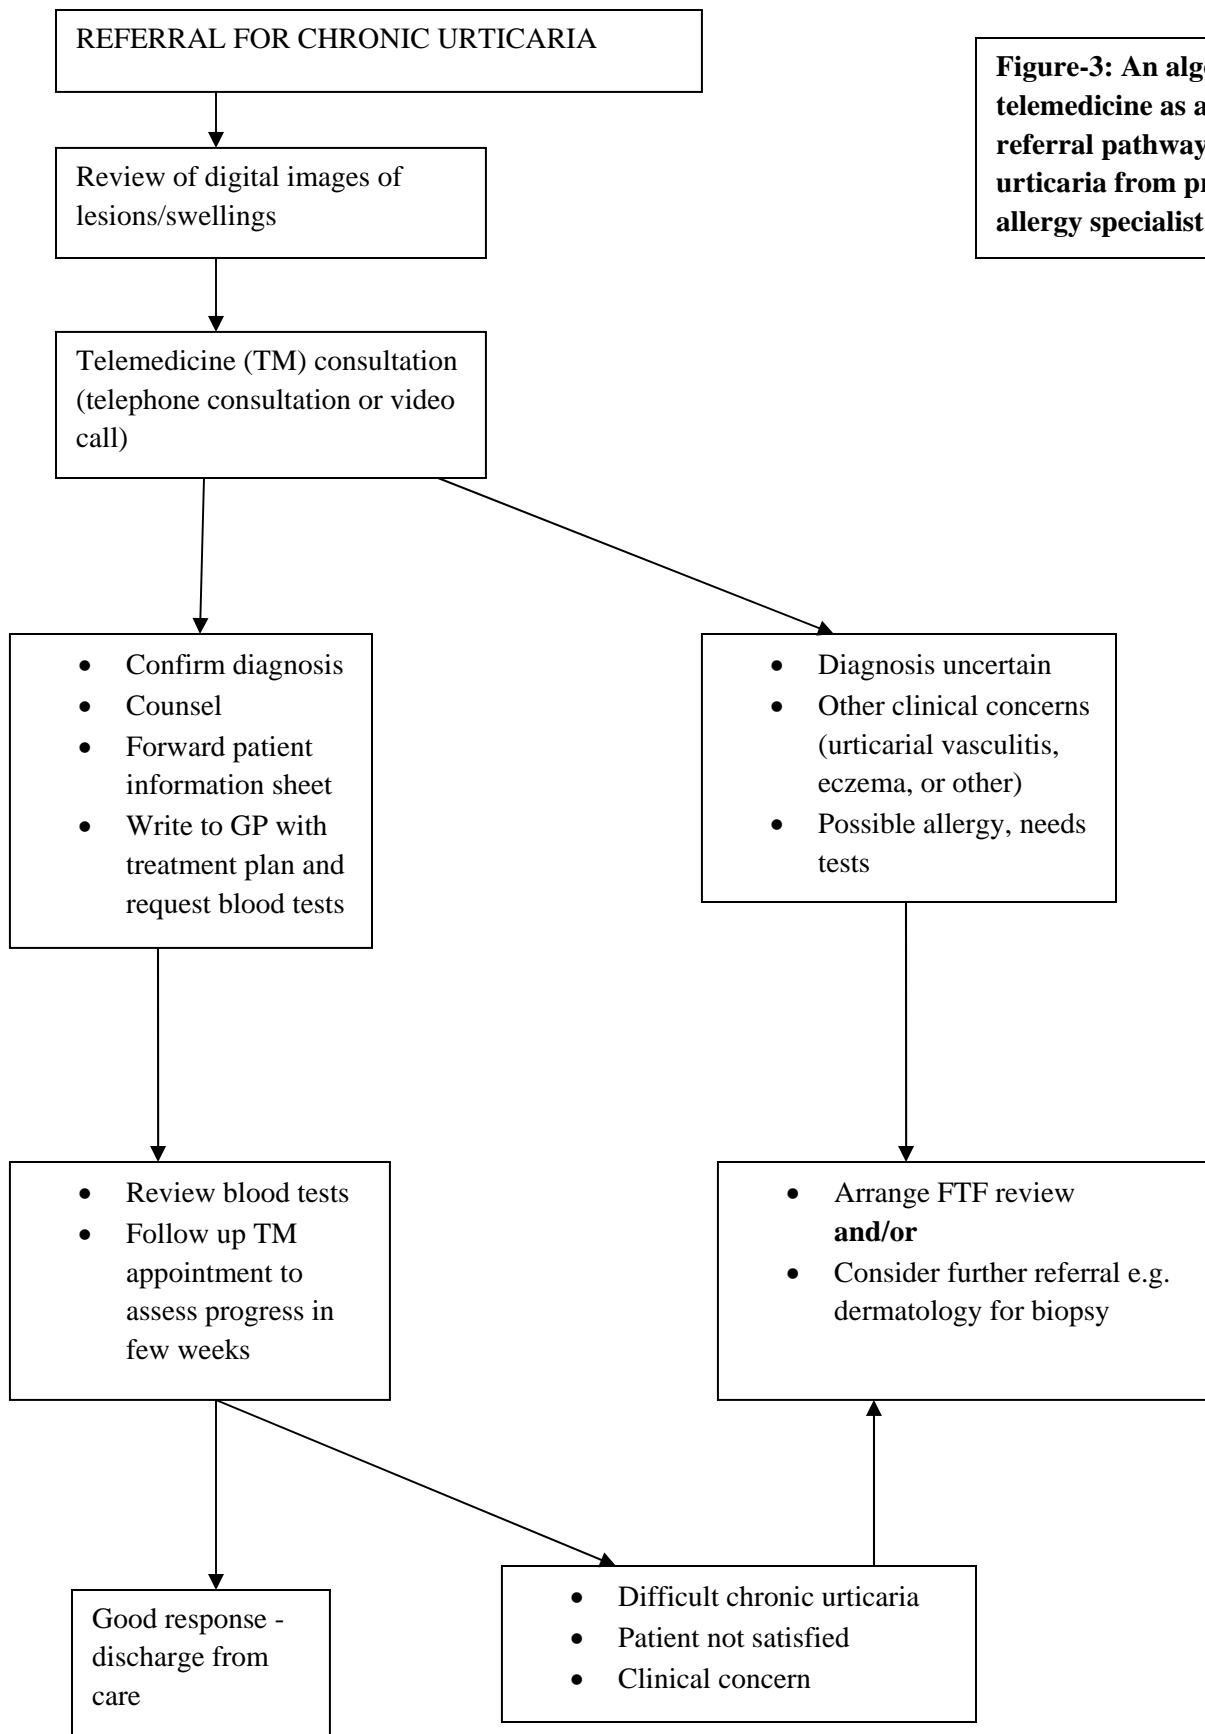 REFERRAL FOR CHRONIC URTICARIA
Figure-3: An
telemedicine as
referral pathway
urticaria from
allergy specialist
Review of digital images of
lesions/swellings
Telemedicine (TM) consultation
(telephone consultation or video
call)
• Confirm diagnosis
• Counsel
• Forward patient
information sheet
• Write to GP with
treatment plan and
request blood tests
• Diagnosis uncertain
• Other clinical concerns
(urticarial vasculitis,
eczema, or other)
• Possible allergy, needs
tests
• Review blood tests
• Follow up TM
appointment to
assess progress in
few weeks
• Arrange FTF review
and/or
• Consider further referral e.g.
dermatology for biopsy
Good response -
discharge from
care
• Difficult chronic urticaria
• Patient not satisfied
• Clinical concern